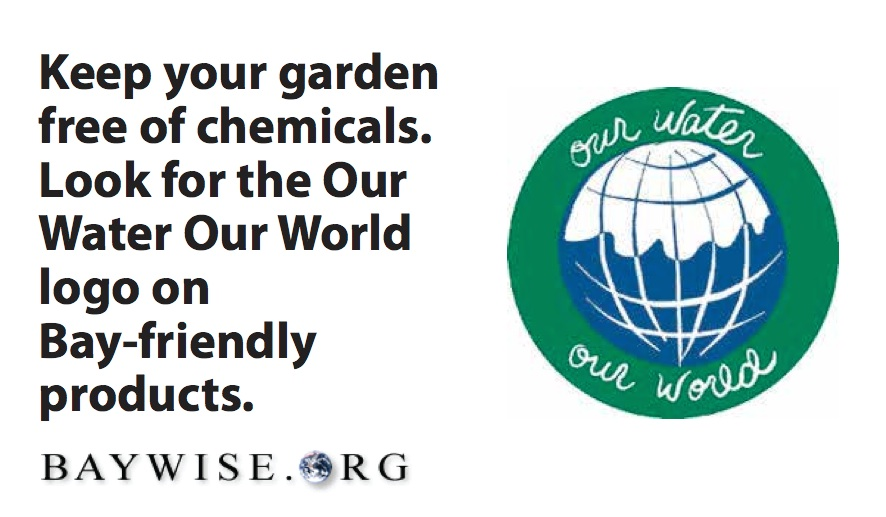 Keep your garden
free of chemicals.
Look for the Our
Water Our World
logo on
Bay-friendly
products.
BAYWISE.ORG
our water
our world